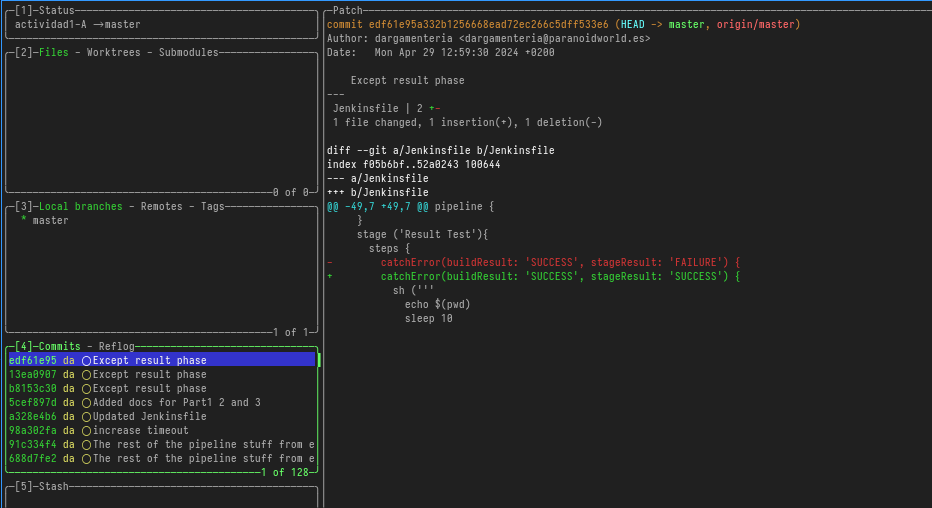 [1]-Status
actividad1-A → master
[2]-Files - Worktrees - Submodules
0 of 0
[3]-Local branches - Remotes - Tags
* master
1 of 1
[4]-Commits - Reflog
edf61e95 da ○ Except result phase
13ea0907 da ○ Except result phase
b8153c30 da ○ Except result phase
5cef897d da ○ Added docs for Part1 2 and 3
a328e4b6 da ○ Updated Jenkinsfile
98a302fa da ○ increase timeout
91c334f4 da ○ The rest of the pipeline stuff from e
688d7fe2 da ○ The rest of the pipeline stuff from e
1 of 128
[5]-Stash
Patch
commit edf61e95a332b1256668ead72ec266c5dff533e6 (HEAD -> master, origin/master)
Author: dargamenteria <dargamenteria@paranoidworld.es>
Date:   Mon Apr 29 12:59:30 2024 +0200
Except result phase
---
Jenkinsfile | 2 +-
1 file changed, 1 insertion(+), 1 deletion(-)
diff --git a/Jenkinsfile b/Jenkinsfile
index f05b6bf..52a0243 100644
--- a/Jenkinsfile
+++ b/Jenkinsfile
@@ -49,7 +49,7 @@ pipeline {
}
stage ('Result Test'){
steps {
-        catchError(buildResult: 'SUCCESS', stageResult: 'FAILURE') {
+        catchError(buildResult: 'SUCCESS', stageResult: 'SUCCESS') {
sh ('''
echo $(pwd)
sleep 10